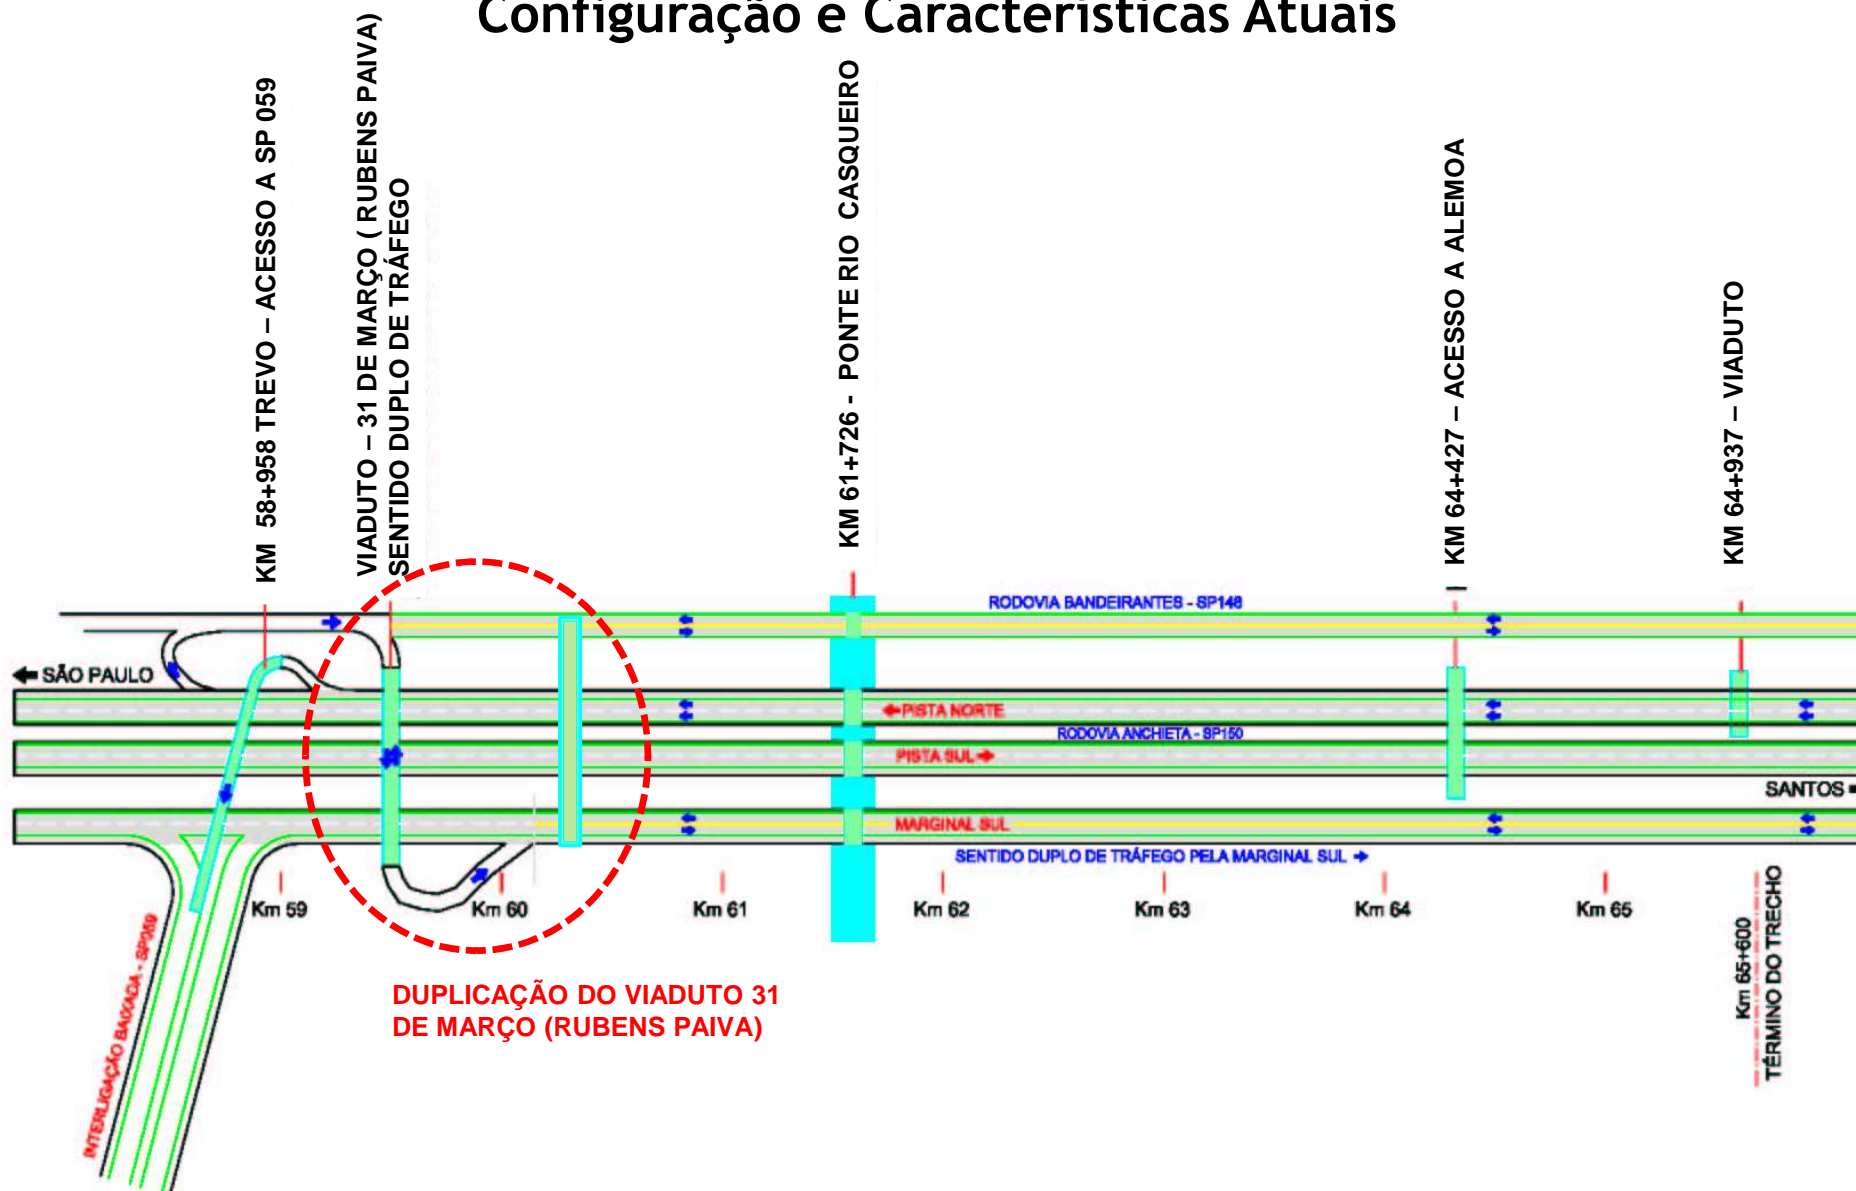 Configuração e Características Atuais
KM 58+958 TREVO – ACESSO A SP 059
VIADUTO – 31 DE MARÇO ( RUBENS PAIVA)
SENTIDO DUPLO DE TRÁFEGO
KM 61+726 - PONTE RIO CASQUEIRO
KM 64+427 – ACESSO A ALEMOA
KM 64+937 – VIADUTO
RODOVIA BANDEIRANTES - SP148
SÃO PAULO
PISTA NORTE
RODOVIA ANCHIETA - SP150
PISTA SUL
SANTOS
MARGINAL SUL
SENTIDO DUPLO DE TRÁFEGO PELA MARGINAL SUL
Km 59
Km 60
Km 61
Km 62
Km 63
Km 64
Km 65
Km 65+600
TÉRMINO DO TRECHO
INTERLIGAÇÃO BAIXADA - SP059
DUPLICAÇÃO DO VIADUTO 31
DE MARÇO (RUBENS PAIVA)